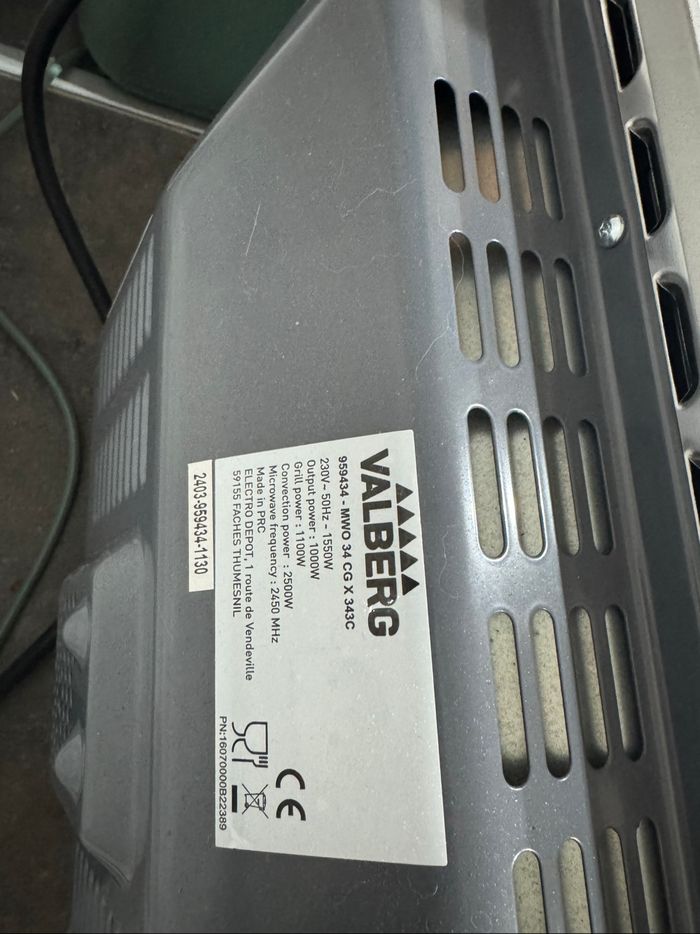 VALBERG
959434 - MWO 34 CG X 343C
230V~ 50Hz - 1550W
Output power : 1000W
Grill power : 1100W
Convection power : 2500W
Microwave frequency : 2450 MHz
Made in PRC
ELECTRO DEPOT, 1 route de Vendeville
59155 FACHES THUMESNIL
CE
PN:16070000B22389
2403-959434-1130